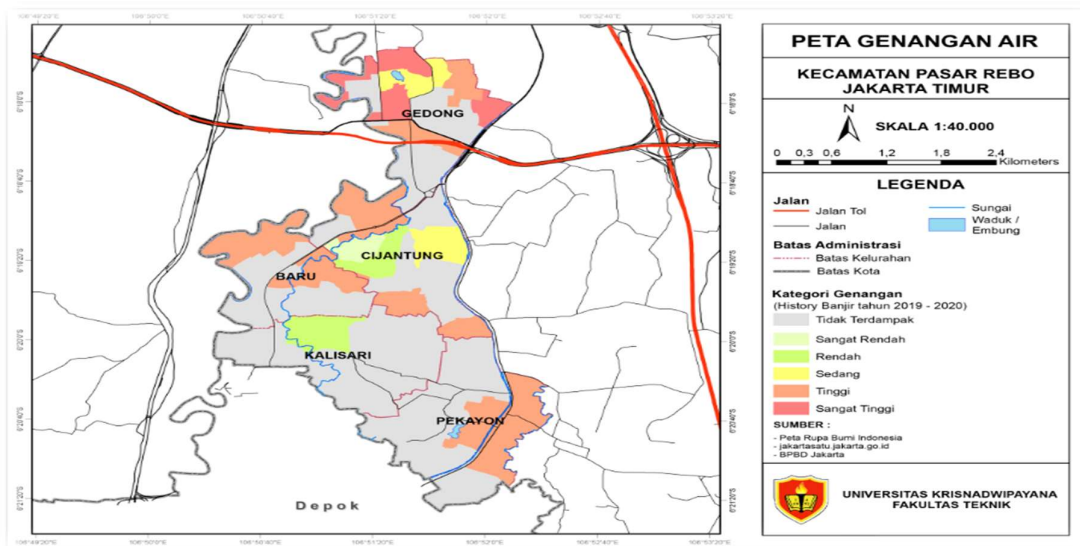 PETA GENANGAN AIR
KECAMATAN PASAR REBO
JAKARTA TIMUR
N
SKALA 1:40.000
0 0,3 0,6 1,2 1,8 2,4
Kilometers
LEGENDA
Jalan
Jalan Tol
Jalan
Sungai
Waduk /
Embung
Batas Administrasi
Batas Kelurahan
Batas Kota
Kategori Genangan
(History Banjir tahun 2019 - 2020)
Tidak Terdampak
Sangat Rendah
Rendah
Sedang
Tinggi
Sangat Tinggi
SUMBER :
- Peta Rupa Bumi Indonesia
- jakartasatu.jakarta.go.id
- BPBD Jakarta
UNIVERSITAS KRISNADWIPAYANA
FAKULTAS TEKNIK
GEDONG
CIJANTUNG
BARU
KALISARI
PEKAYON
Depok